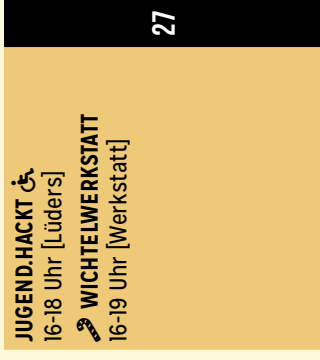 27
JUGEND.HACKT ♿
16-18 Uhr [Lüders]
WICHTELWERKSTATT
16-19 Uhr [Werkstatt]